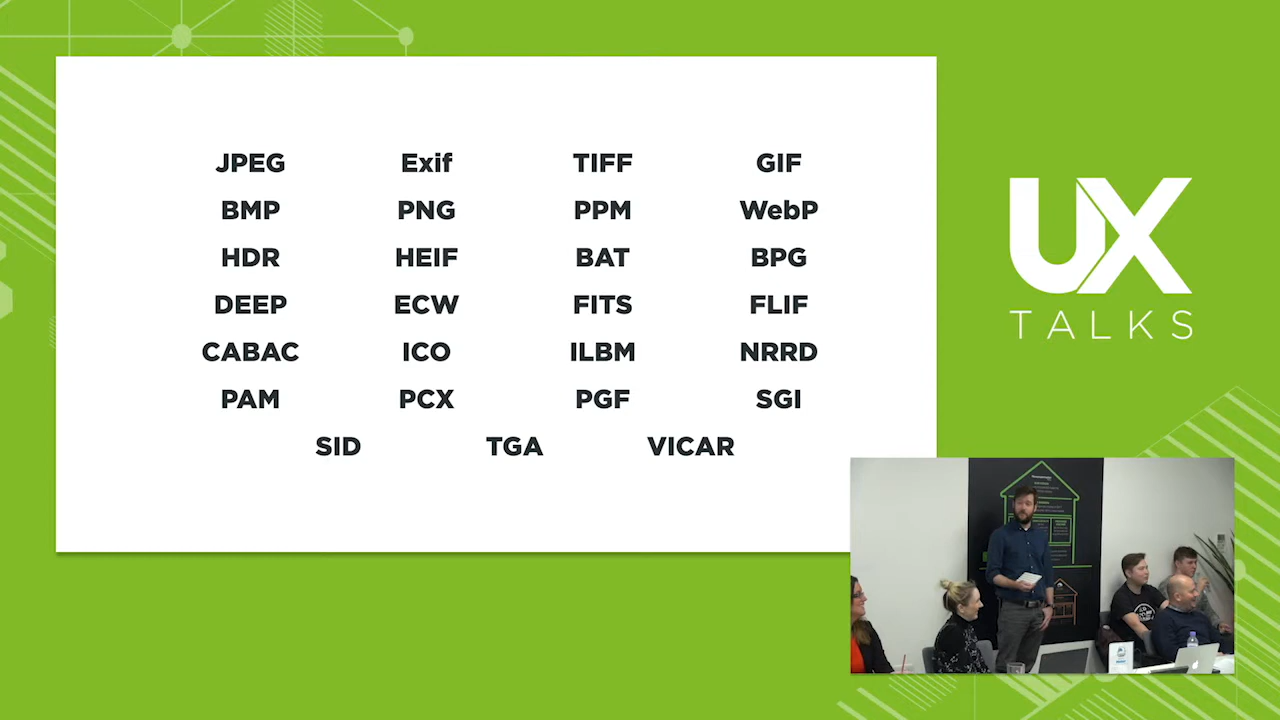 JPEG Exif TIFF GIF
BMP PNG PPM WebP
HDR HEIF BAT BPG
DEEP ECW FITS FLIF
CABAC ICO ILBM NRRD
PAM PCX PGF SGI
SID TGA VICAR
UX
TALKS